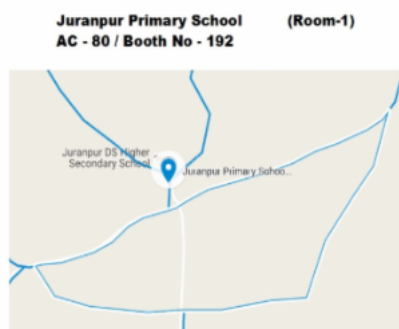 Juranpur Primary School (Room-1)
AC - 80 / Booth No - 192
Juranpur DS Higher ..
Secondary School
Juranpur Primary Schoo...